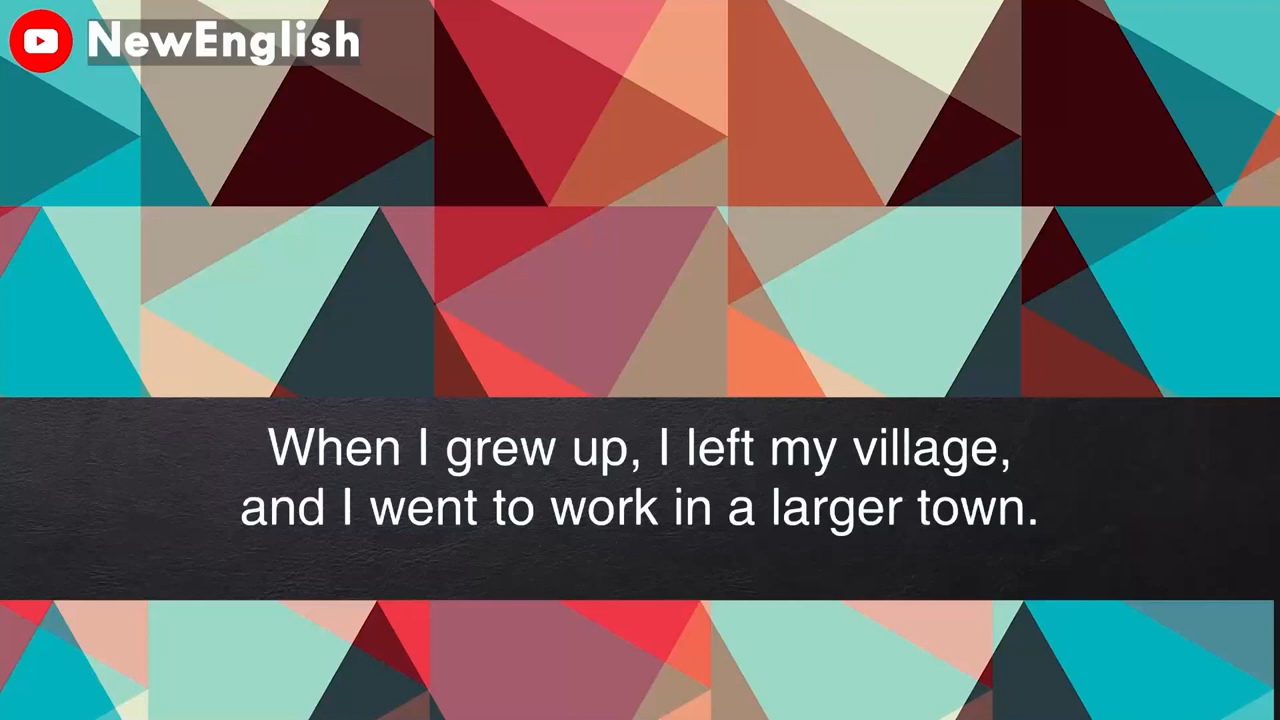 NewEnglish
When I grew up, I left my village,
and I went to work in a larger town.